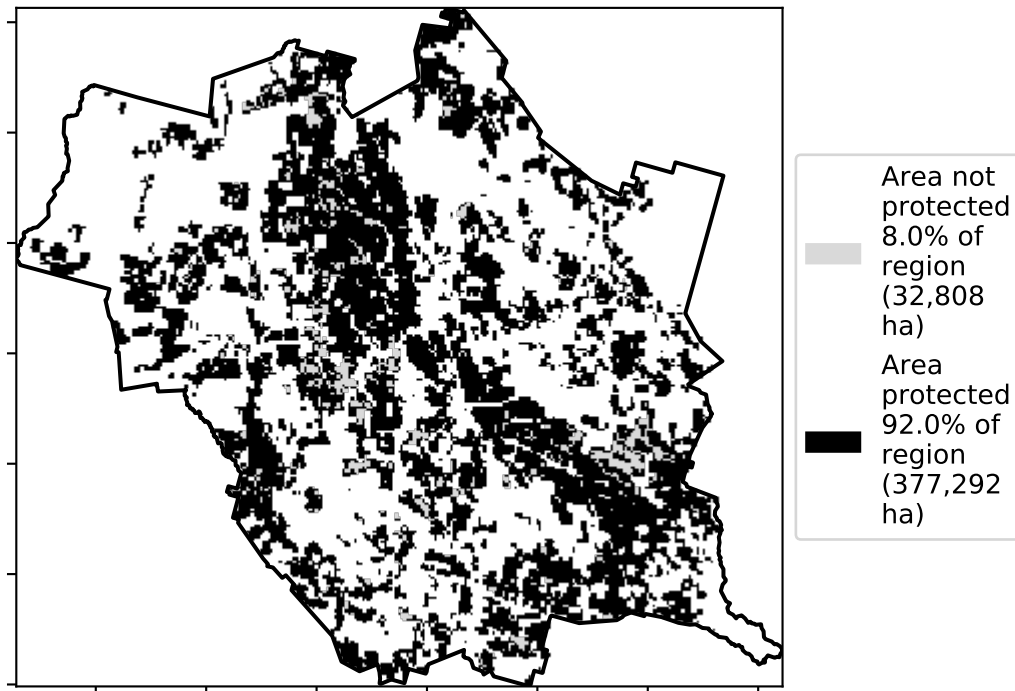 Area not
protected
8.0% of
region
(32,808
ha)
Area
protected
92.0% of
region
(377,292
ha)